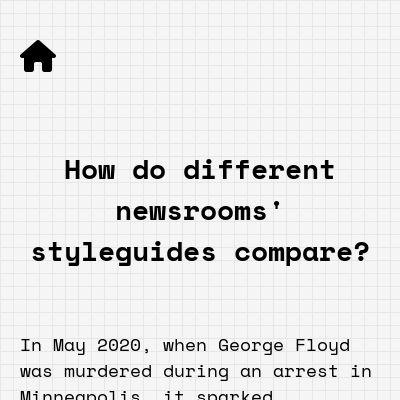 How do different
newsrooms'
styleguides compare?
In May 2020, when George Floyd
was murdered during an arrest in
Minneapolis, it sparked